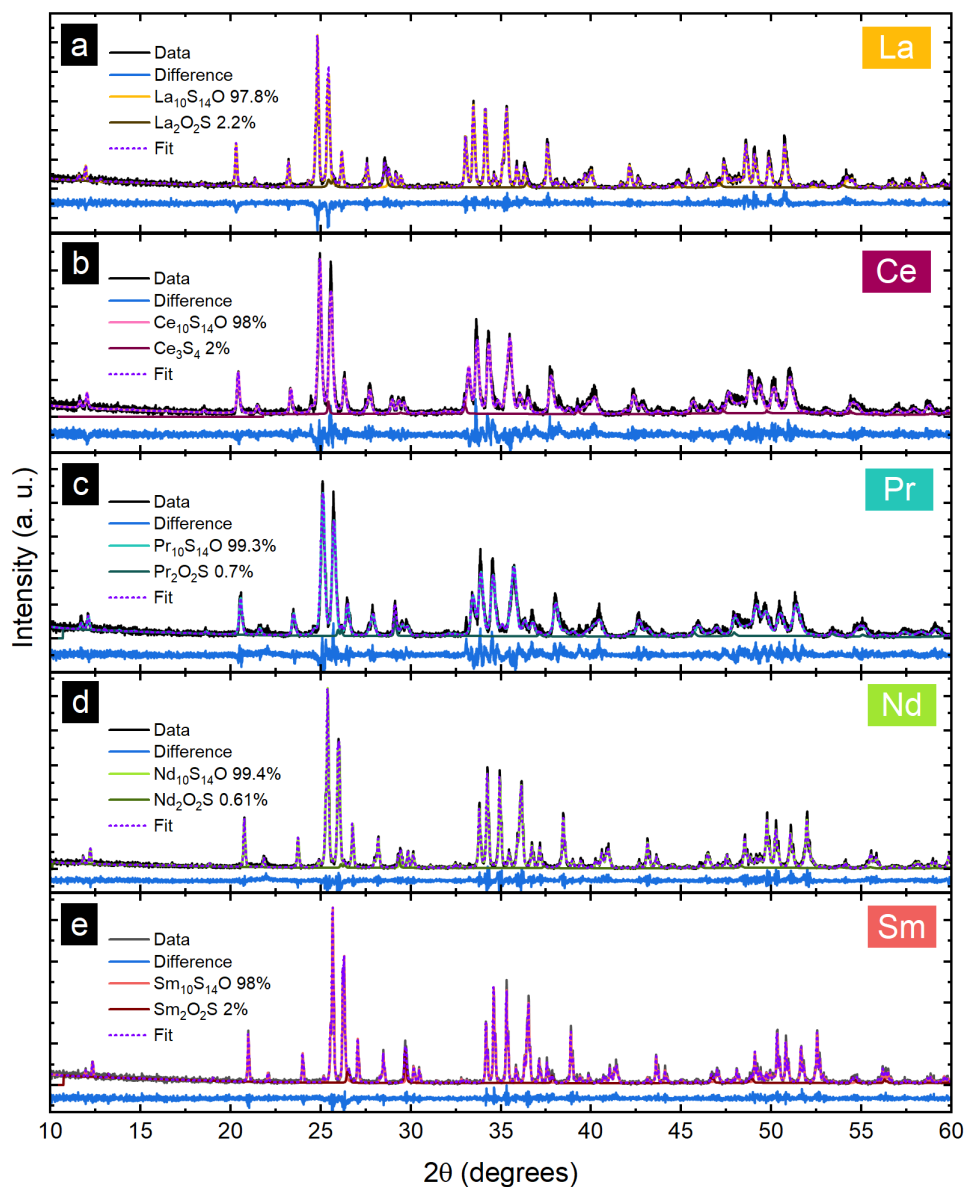 a
La
Data
Difference
La₁₀S₁₄O 97.8%
La₂O₂S 2.2%
Fit
b
Ce
Data
Difference
Ce₁₀S₁₄O 98%
Ce₃S₄ 2%
Fit
c
Pr
Data
Difference
Pr₁₀S₁₄O 99.3%
Pr₂O₂S 0.7%
Fit
d
Nd
Data
Difference
Nd₁₀S₁₄O 99.4%
Nd₂O₂S 0.61%
Fit
e
Sm
Data
Difference
Sm₁₀S₁₄O 98%
Sm₂O₂S 2%
Fit
Intensity (a. u.)
10 15 20 25 30 35 40 45 50 55 60
2θ (degrees)